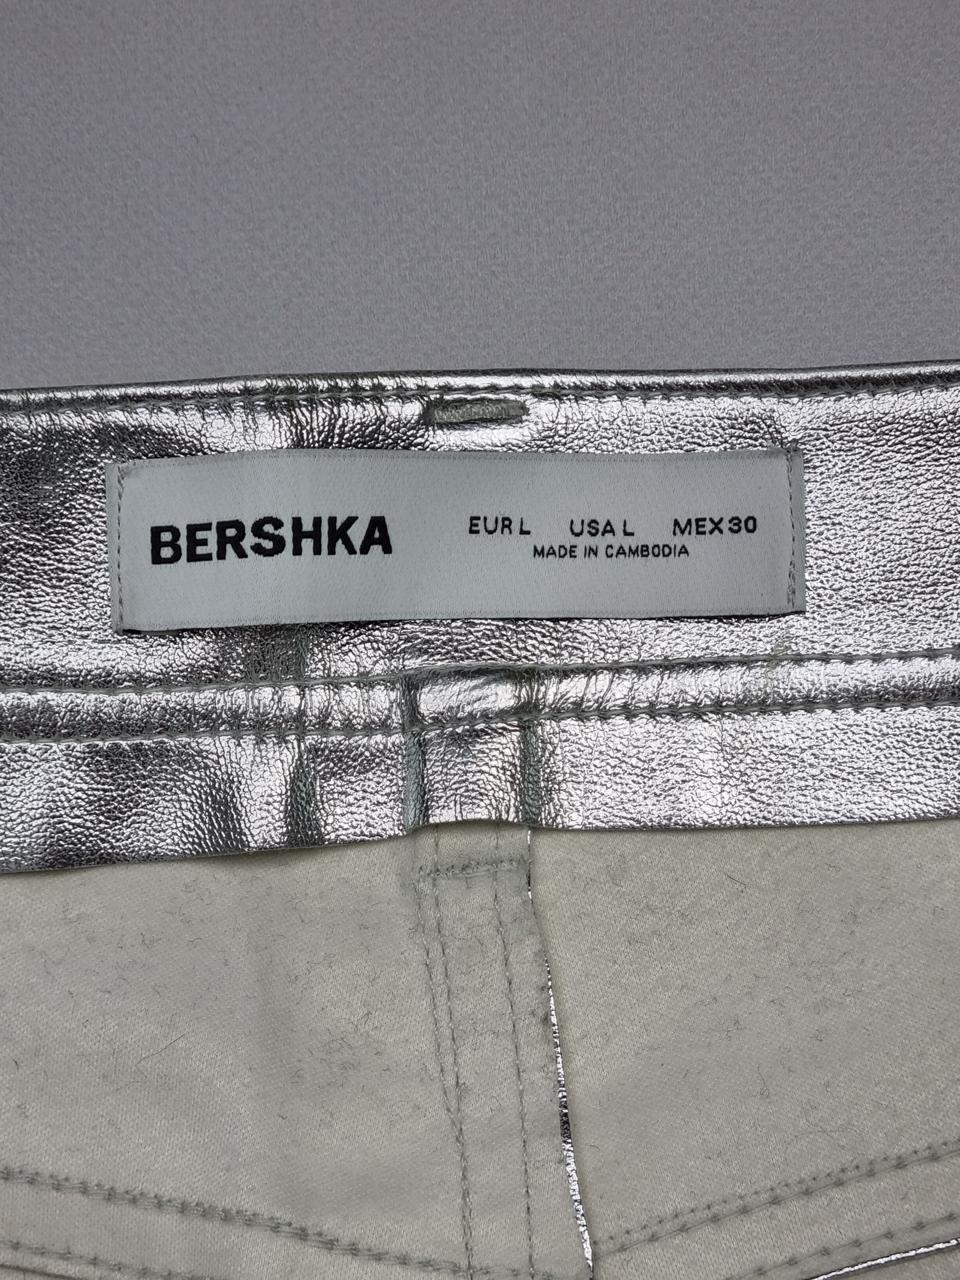 BERSHKA
EUR L USA L MEX 30
MADE IN CAMBODIA